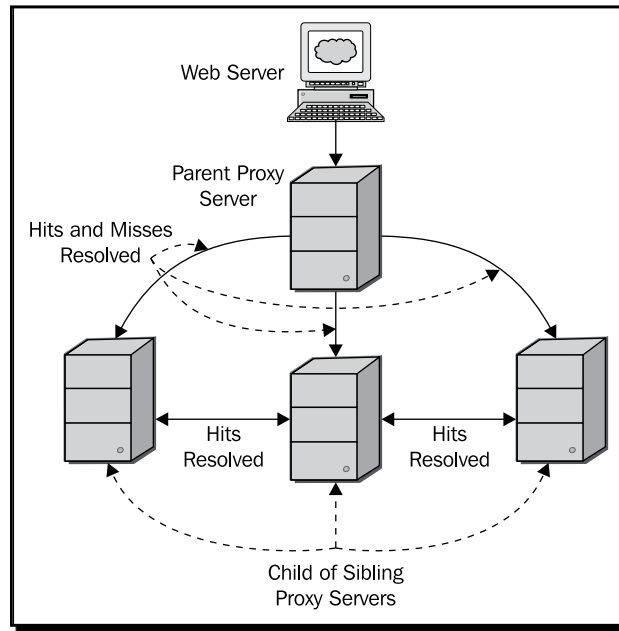 Web Server
Parent Proxy
Server
Hits and Misses
Resolved
Hits
Resolved
Hits
Resolved
Child of Sibling
Proxy Servers